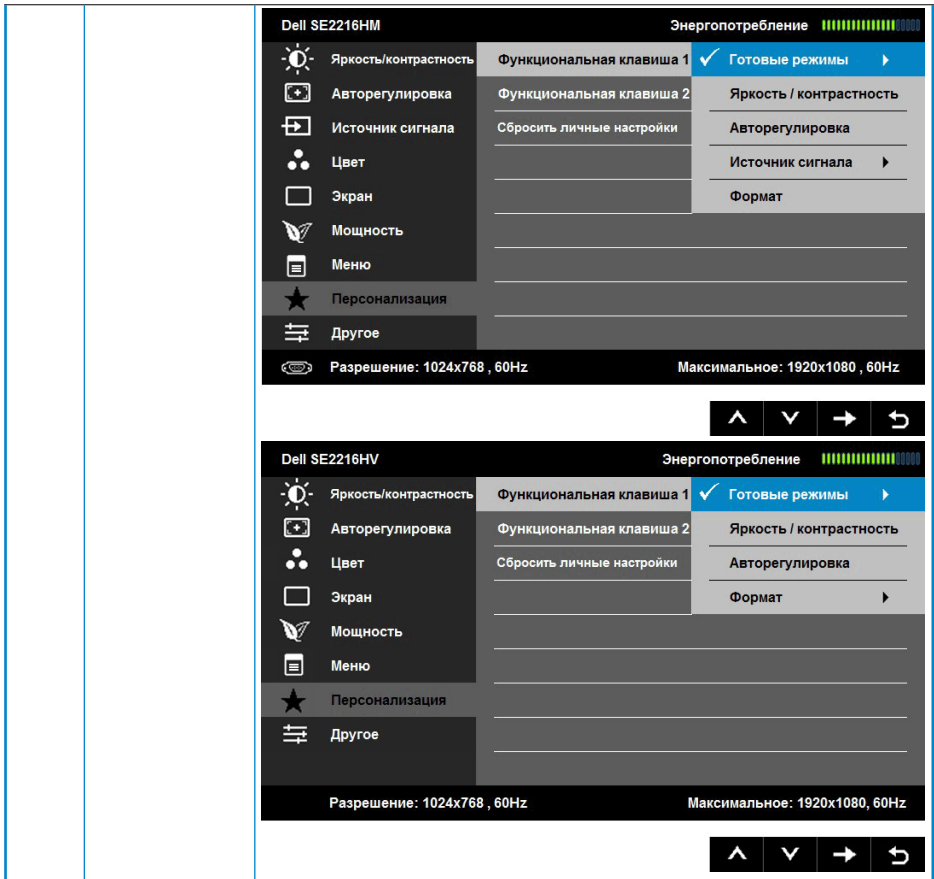 Dell SE2216HM Энергопотребление
Яркость/контрастность Функциональная клавиша 1 Готовые режимы
Авторегулировка Функциональная клавиша 2 Яркость / контрастность
Источник сигнала Сбросить личные настройки Авторегулировка
Цвет Источник сигнала
Экран Формат
Мощность
Меню
Персонализация
Другое
Разрешение: 1024x768 , 60Hz Максимальное: 1920x1080 , 60Hz
Dell SE2216HV Энергопотребление
Яркость/контрастность Функциональная клавиша 1 Готовые режимы
Авторегулировка Функциональная клавиша 2 Яркость / контрастность
Цвет Сбросить личные настройки Авторегулировка
Экран Формат
Мощность
Меню
Персонализация
Другое
Разрешение: 1024x768 , 60Hz Максимальное: 1920x1080, 60Hz